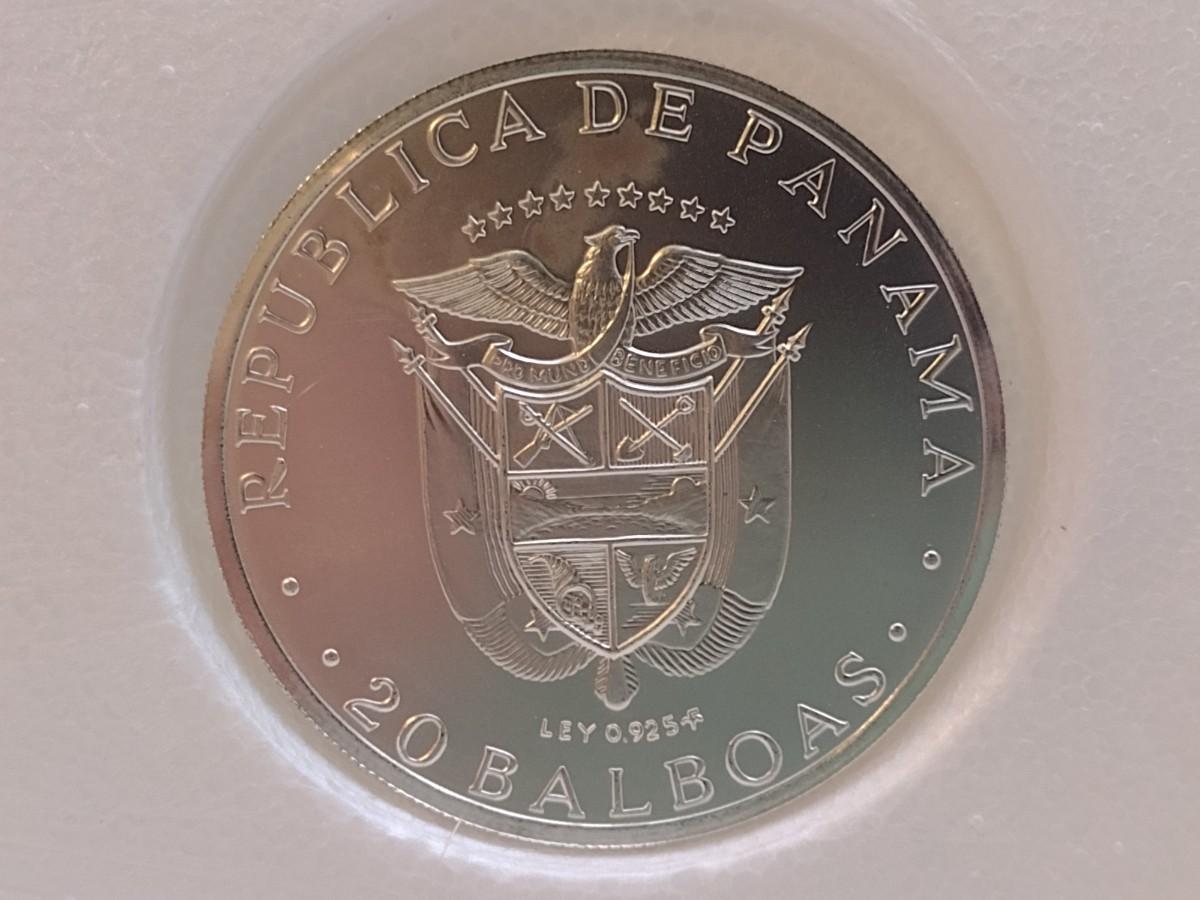 REPUBLICA DE PANAMA
PRO MUNDI BENEFICIO
LEY 0.925
20 BALBOAS